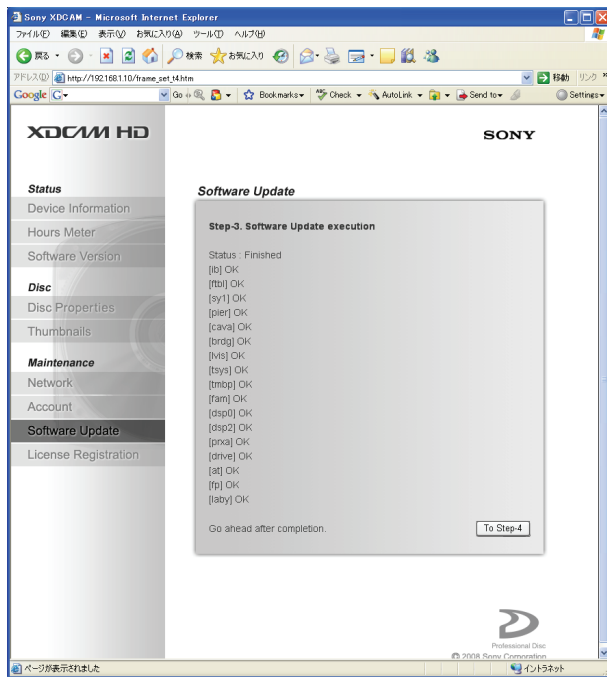 Sony XDCAM - Microsoft Internet Explorer
ファイル(F) 編集(E) 表示(V) お気に入り(A) ツール(T) ヘルプ(H)
戻る 検索 お気に入り
アドレス(D) http://192.168.1.10/frame_set_t4.htm 移動 リンク »
Google G Go Bookmarks Check AutoLink Send to Settings
XDCAM HD
SONY
Status
Device Information
Hours Meter
Software Version
Disc
Disc Properties
Thumbnails
Maintenance
Network
Account
Software Update
License Registration
Software Update
Step-3. Software Update execution
Status : Finished
[ib] OK
[ftbl] OK
[sy1] OK
[pier] OK
[cava] OK
[brdg] OK
[lvis] OK
[tsys] OK
[tmbp] OK
[fam] OK
[dsp0] OK
[dsp2] OK
[prxa] OK
[drive] OK
[at] OK
[fp] OK
[laby] OK
Go ahead after completion.
To Step-4
Professional Disc
© 2008 Sony Corporation
ページが表示されました
イントラネット